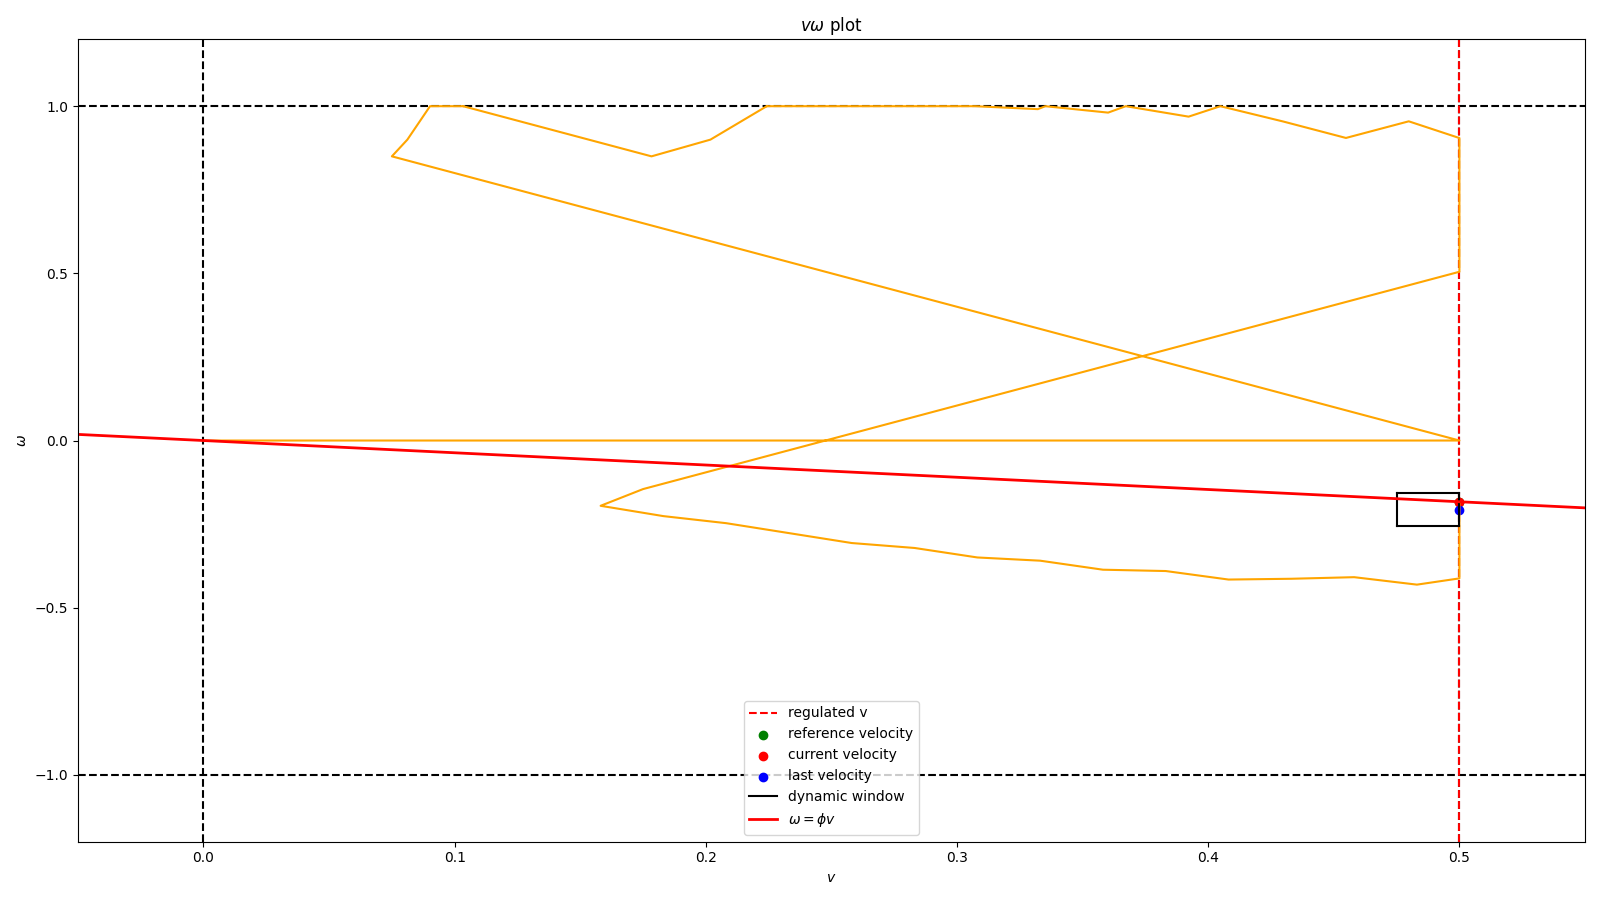 vω plot
1.0
0.5
0.0
−0.5
−1.0
ω
regulated v
reference velocity
current velocity
last velocity
dynamic window
ω = ϕv
0.0 0.1 0.2 0.3 0.4 0.5
v